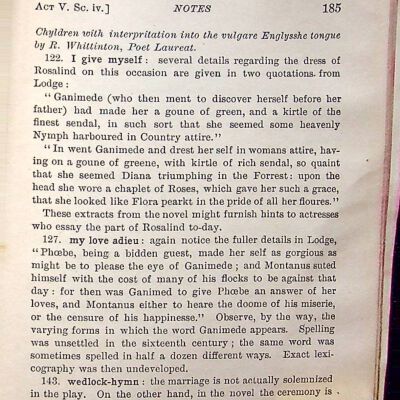 ACT V. Sc. iv.] NOTES 185
Chyldren with interpritation into the vulgare Englysshe tongue
by R. Whittinton, Poet Laureat.
122. I give myself : several details regarding the dress of
Rosalind on this occasion are given in two quotations from
Lodge :
“ Ganimede (who then ment to discover herself before her
father) had made her a goune of green, and a kirtle of the
finest sendal, in such sort that she seemed some heavenly
Nymph harboured in Country attire.”
“ In went Ganimede and drest her self in womans attire, hav-
ing on a goune of greene, with kirtle of rich sendal, so quaint
that she seemed Diana triumphing in the Forrest : upon the
head she wore a chaplet of Roses, which gave her such a grace,
that she looked like Flora pearkt in the pride of all her floures.”
These extracts from the novel might furnish hints to actresses
who essay the part of Rosalind to-day.
127. my love adieu : again notice the fuller details in Lodge,
“ Phœbe, being a bidden guest, made her self as gorgious as
might be to please the eye of Ganimede ; and Montanus suted
himself with the cost of many of his flocks to be against that
day : for then was Ganimed to give Phœbe an answer of her
loves, and Montanus either to heare the doome of his miserie,
or the censure of his happinesse.” Observe, by the way, the
varying forms in which the word Ganimede appears. Spelling
was unsettled in the sixteenth century ; the same word was
sometimes spelled in half a dozen different ways. Exact lexi-
cography was then undeveloped.
143. wedlock-hymn : the marriage is not actually solemnized
in the play. On the other hand, in the novel the ceremony is